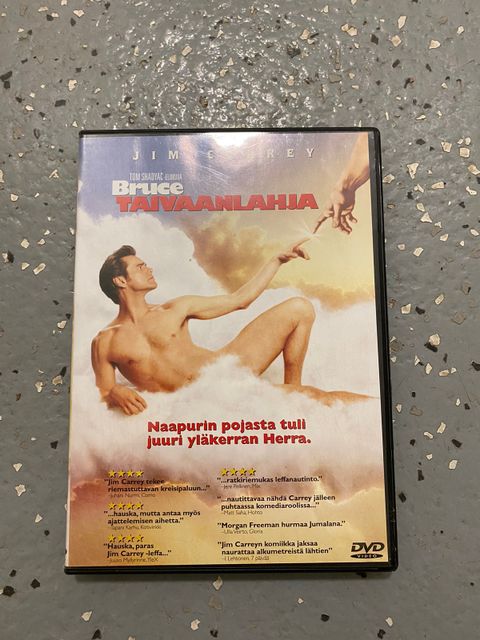 JIM CARREY
TOM SHADYAC -ELOKUVA
Bruce
TAIVAANLAHJA
Naapurin pojasta tuli
juuri yläkerran Herra.
"Jim Carrey tekee
riemastuttavan kreisipaluun..."
"...hauska, mutta antaa myös
ajattelemisen aihetta."
"Hauska, paras
Jim Carrey -leffa..."
"...ratkiriemukas leffanautinto."
"...nautittavaa nähdä Carrey jälleen
puhtaassa komediaroolissa..."
"Morgan Freeman hurmaa Jumalana."
"Jim Carreyn komiikka jaksaa
naurattaa alkumetreistä lähtien"
DVD
VIDEO